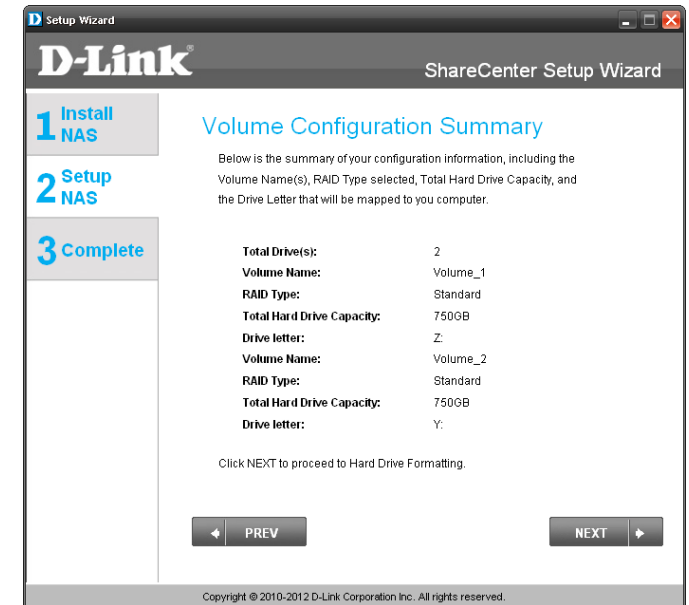 Setup Wizard
D-Link®
ShareCenter Setup Wizard
1 Install
NAS
2 Setup
NAS
3 Complete
Volume Configuration Summary
Below is the summary of your configuration information, including the
Volume Name(s), RAID Type selected, Total Hard Drive Capacity, and
the Drive Letter that will be mapped to you computer.
Total Drive(s): 2
Volume Name: Volume_1
RAID Type: Standard
Total Hard Drive Capacity: 750GB
Drive letter: Z:
Volume Name: Volume_2
RAID Type: Standard
Total Hard Drive Capacity: 750GB
Drive letter: Y:
Click NEXT to proceed to Hard Drive Formatting.
PREV
NEXT
Copyright © 2010-2012 D-Link Corporation Inc. All rights reserved.